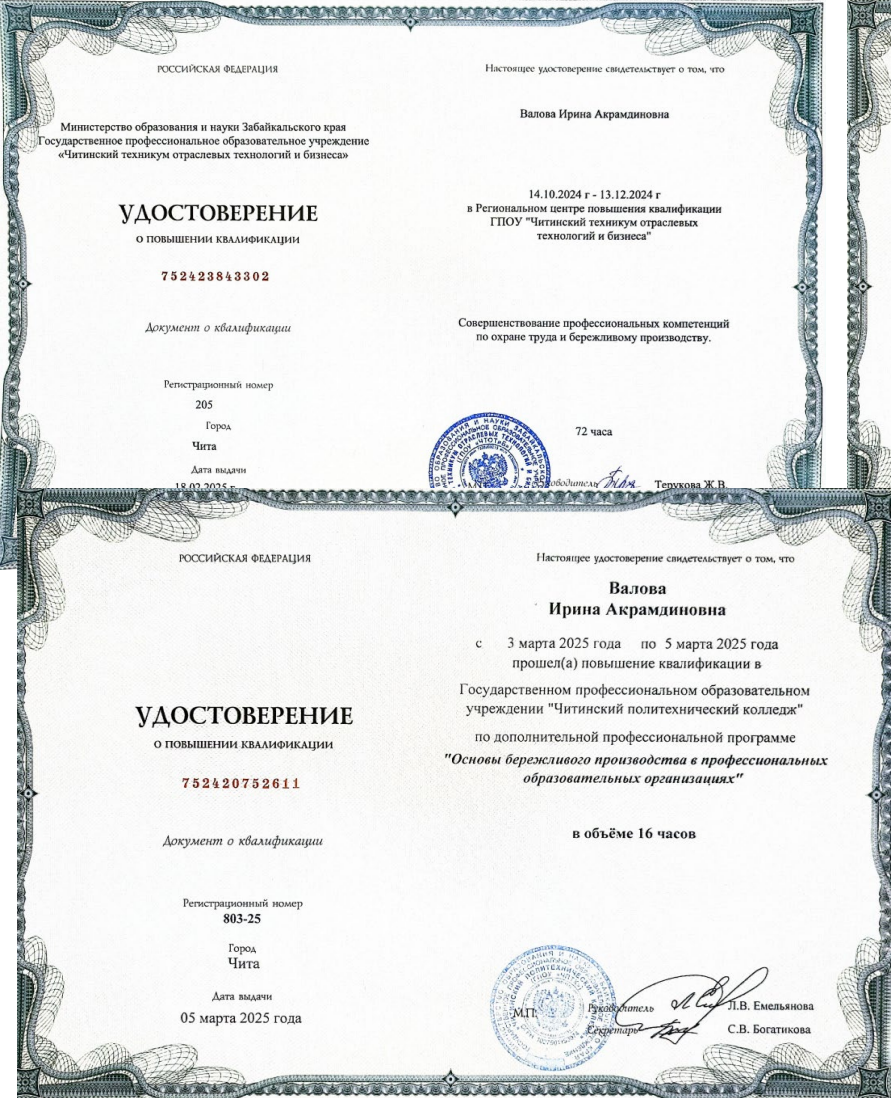 РОССИЙСКАЯ ФЕДЕРАЦИЯ
Министерство образования и науки Забайкальского края
Государственное профессиональное образовательное учреждение
«Читинский техникум отраслевых технологий и бизнеса»
УДОСТОВЕРЕНИЕ
О ПОВЫШЕНИИ КВАЛИФИКАЦИИ
752423843302
Документ о квалификации
Регистрационный номер
205
Город
Чита
Дата выдачи
18.02.2025 г
Настоящее удостоверение свидетельствует о том, что
Валова Ирина Акрамдиновна
14.10.2024 г - 13.12.2024 г
в Региональном центре повышения квалификации
ГПОУ "Читинский техникум отраслевых
технологий и бизнеса"
Совершенствование профессиональных компетенций
по охране труда и бережливому производству.
72 часа
Терукова Ж.В.
РОССИЙСКАЯ ФЕДЕРАЦИЯ
УДОСТОВЕРЕНИЕ
О ПОВЫШЕНИИ КВАЛИФИКАЦИИ
752420752611
Документ о квалификации
Регистрационный номер
803-25
Город
Чита
Дата выдачи
05 марта 2025 года
Настоящее удостоверение свидетельствует о том, что
Валова
Ирина Акрамдиновна
с 3 марта 2025 года по 5 марта 2025 года
прошел(а) повышение квалификации в
Государственном профессиональном образовательном
учреждении "Читинский политехнический колледж"
по дополнительной профессиональной программе
"Основы бережливого производства в профессиональных
образовательных организациях"
в объёме 16 часов
М.П.
Руководитель Л.В. Емельянова
Секретарь С.В. Богатикова